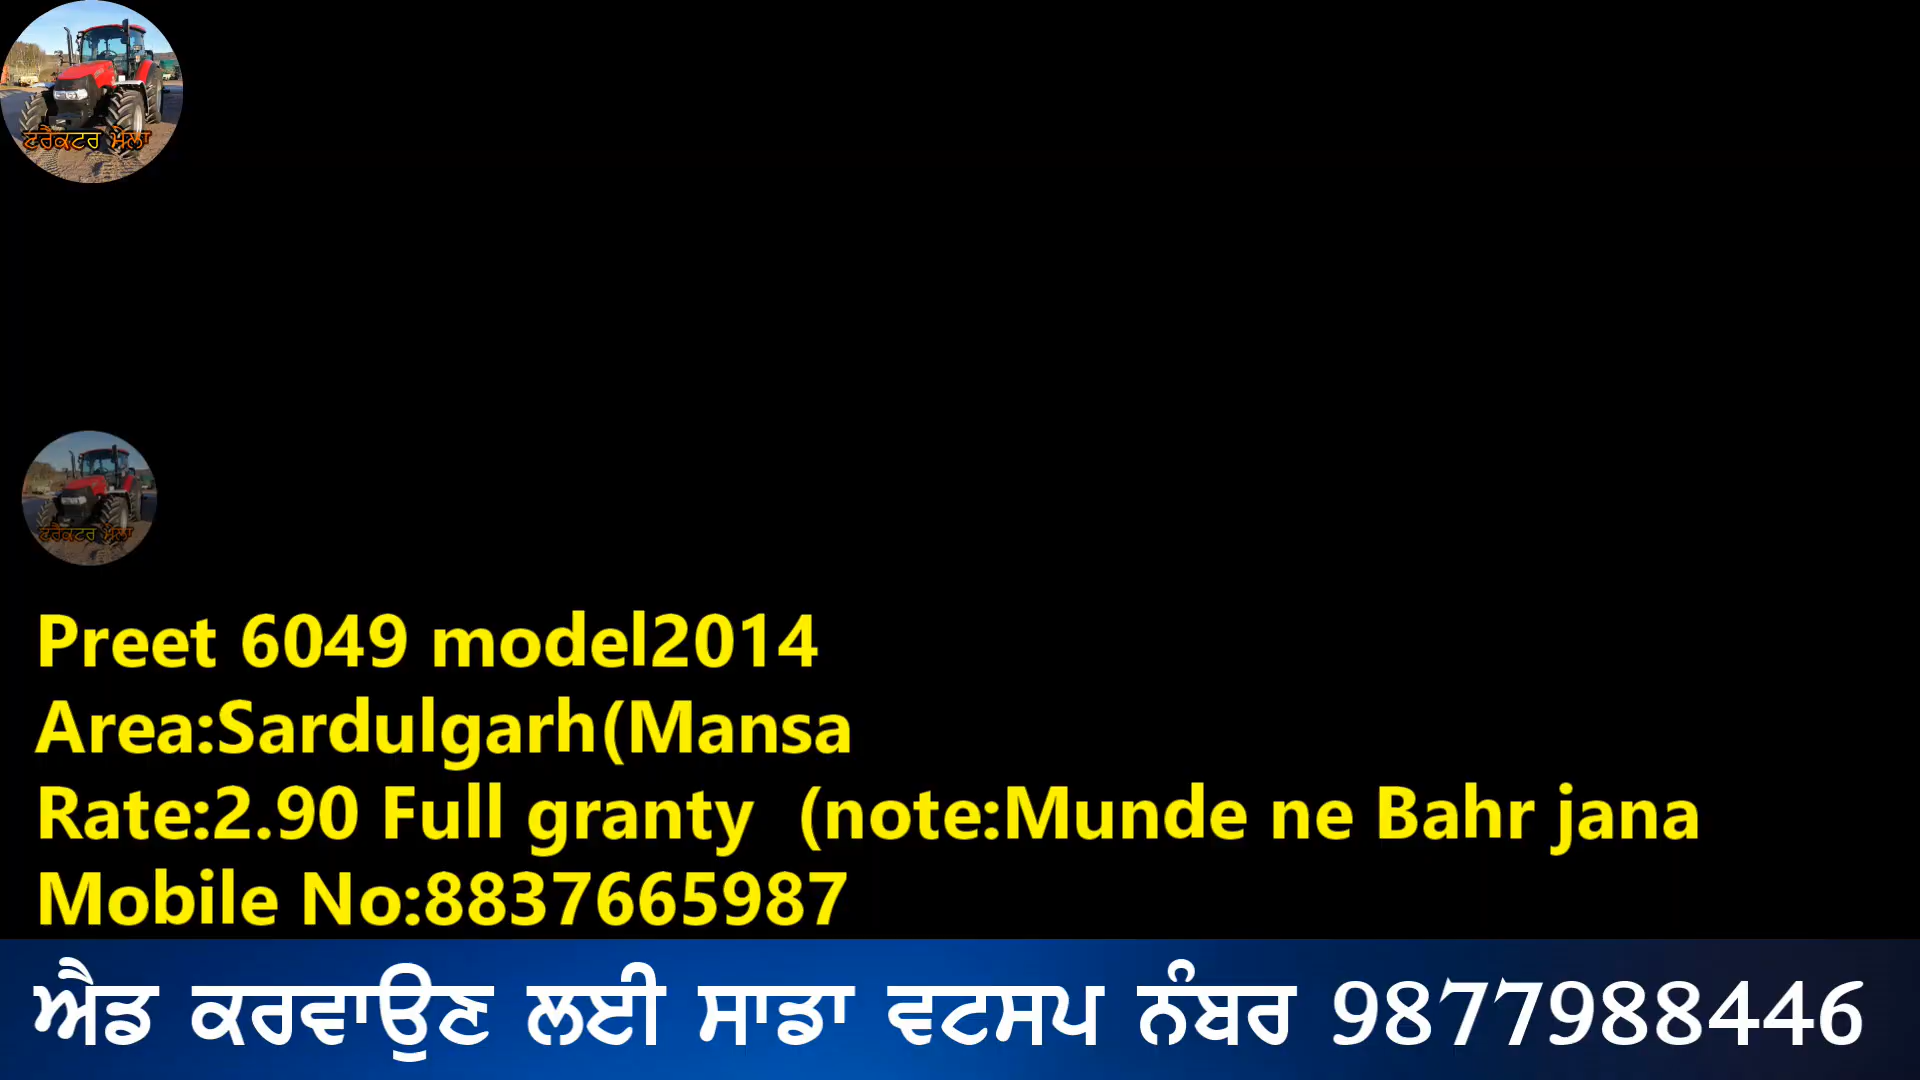 ਟਰੈਕਟਰ ਮੇਲਾ
ਟਰੈਕਟਰ ਮੇਲਾ
Preet 6049 model2014
Area:Sardulgarh(Mansa
Rate:2.90 Full granty  (note:Munde ne Bahr jana
Mobile No:8837665987
ਐਡ ਕਰਵਾਉਣ ਲਈ ਸਾਡਾ ਵਟਸਪ ਨੰਬਰ 9877988446